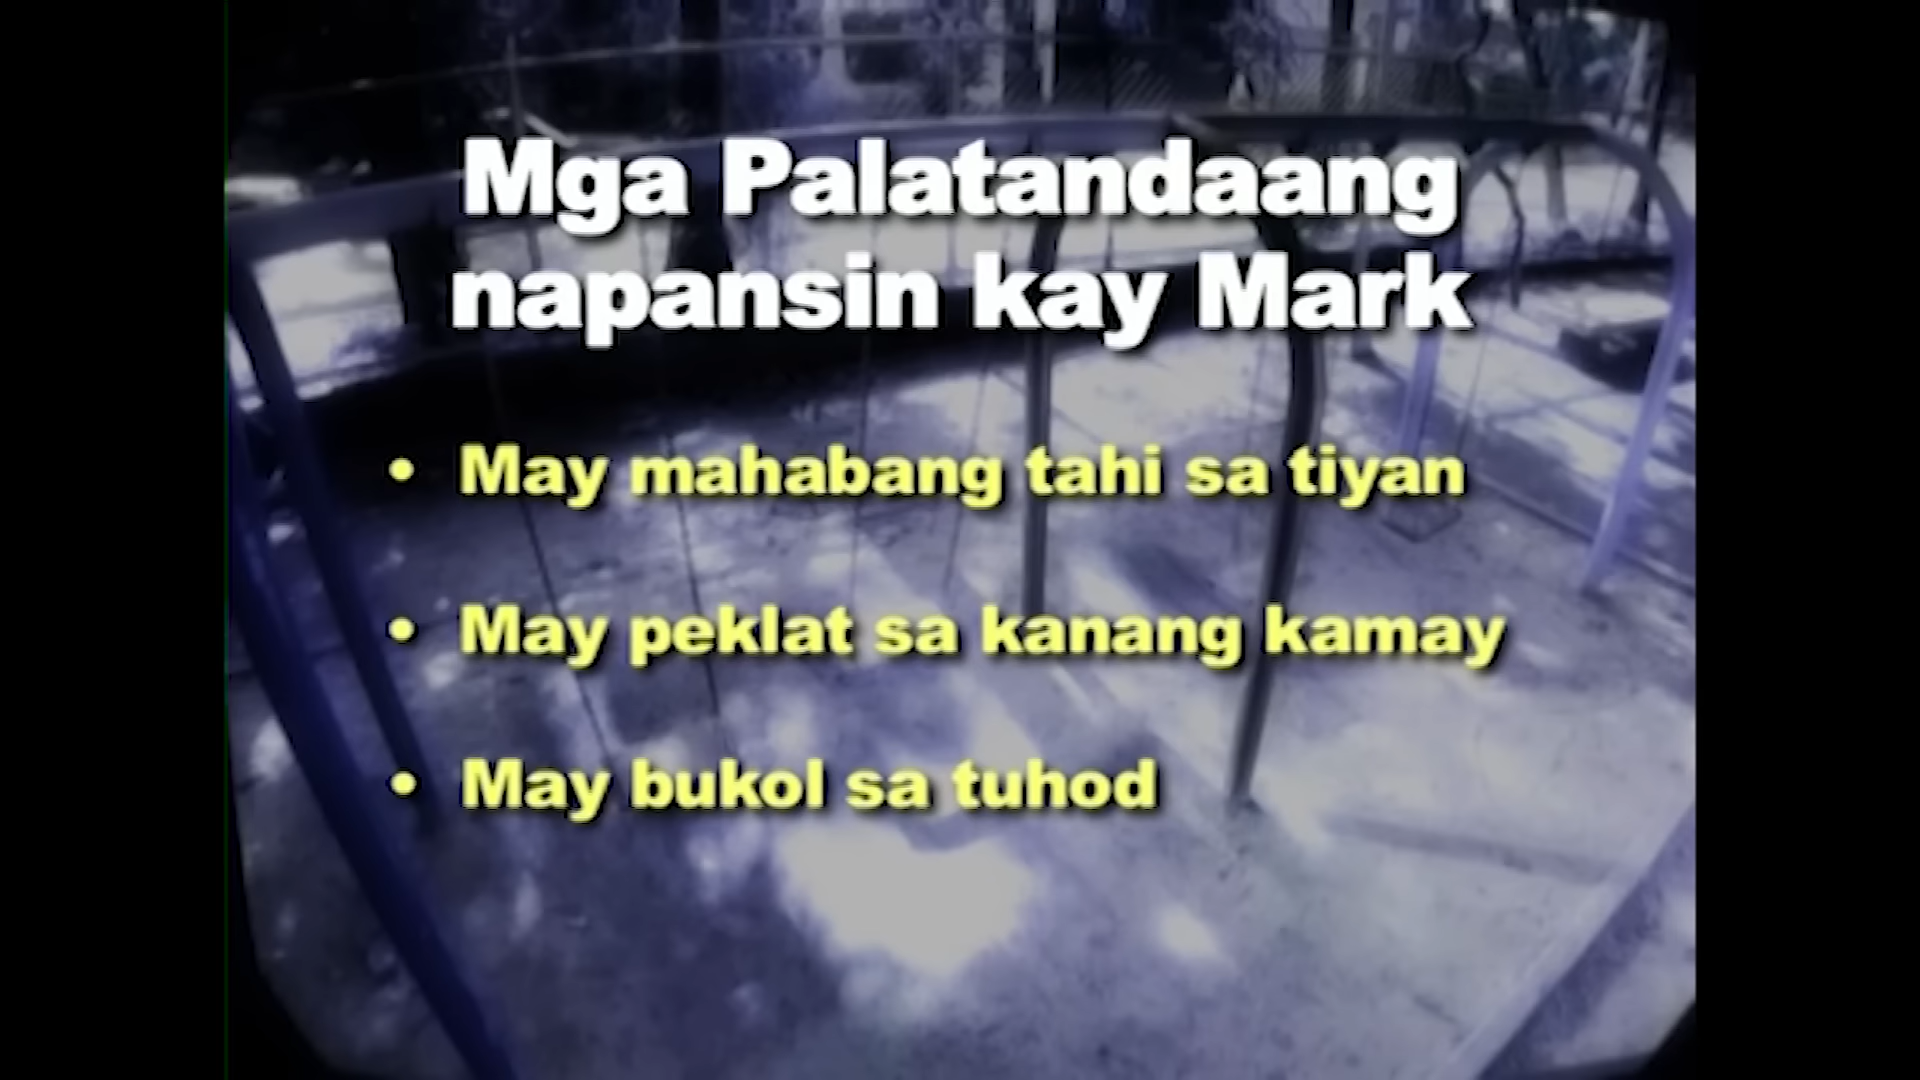 Mga Palatandaang
napansin kay Mark
• May mahabang tahi sa tiyan
• May peklat sa kanang kamay
• May bukol sa tuhod